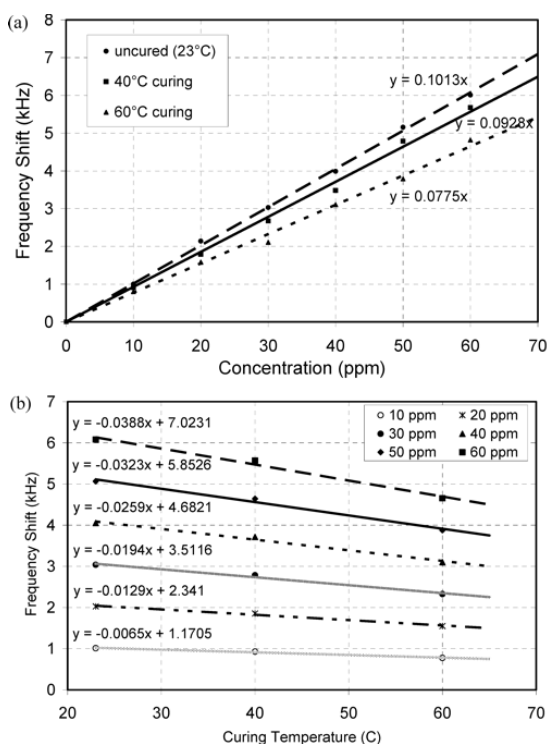 (a)
8
7
6
5
4
3
2
1
0
Frequency Shift (kHz)
uncured (23°C)
40°C curing
60°C curing
y = 0.1013x
y = 0.0928x
y = 0.0775x
0 10 20 30 40 50 60 70
Concentration (ppm)
(b)
7
6
5
4
3
2
1
0
Frequency Shift (kHz)
10 ppm 20 ppm
30 ppm 40 ppm
50 ppm 60 ppm
y = -0.0388x + 7.0231
y = -0.0323x + 5.8526
y = -0.0259x + 4.6821
y = -0.0194x + 3.5116
y = -0.0129x + 2.341
y = -0.0065x + 1.1705
20 30 40 50 60 70
Curing Temperature (C)